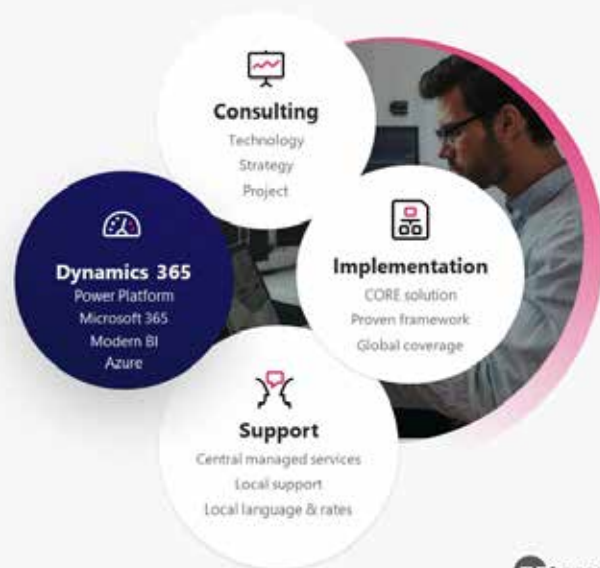 Consulting
Technology
Strategy
Project
Dynamics 365
Power Platform
Microsoft 365
Modern BI
Azure
Implementation
CORE solution
Proven framework
Global coverage
Support
Central managed services
Local support
Local language & rates